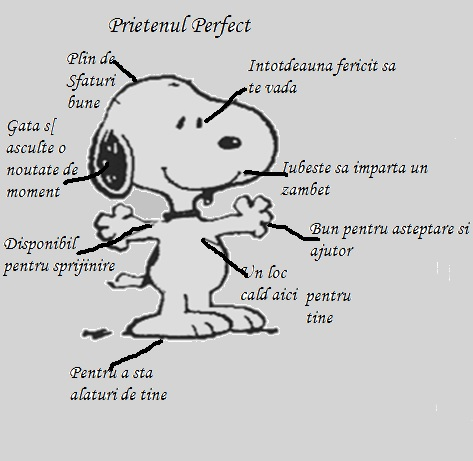 Prietenul Perfect
Plin de
Sfaturi
bune
Intotdeauna fericit sa
te vada
Gata s[
asculte o
noutate de
moment
Iubeste sa imparta un
zambet
Bun pentru asteptare si
ajutor
Disponibil
pentru sprijinire
Un loc
cald aici pentru
tine
Pentru a sta
alaturi de tine